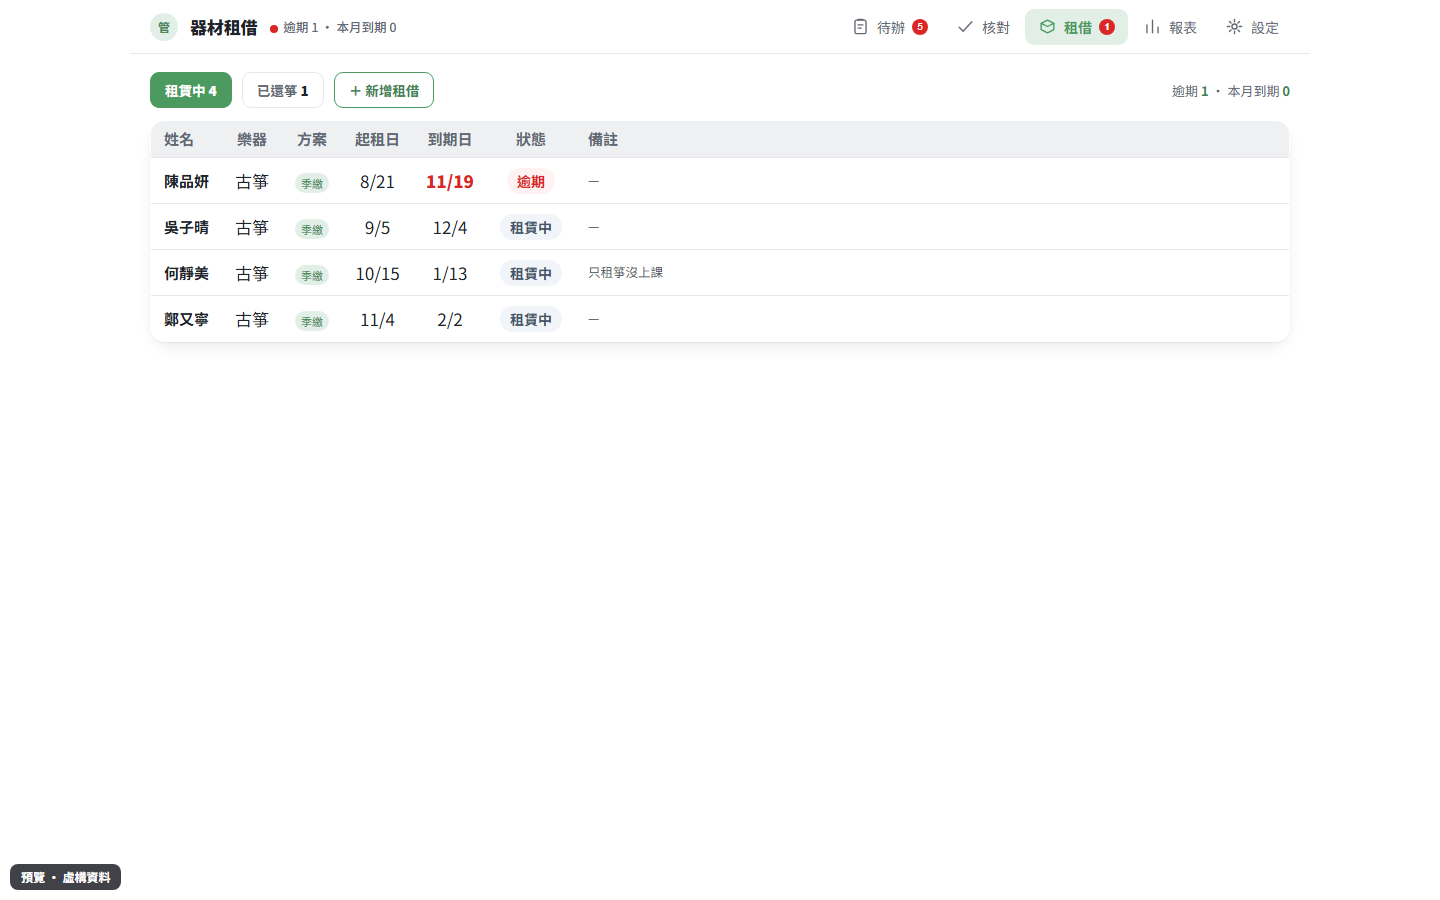 管 器材租借 逾期 1 · 本月到期 0 待辦 5 核對 租借 1 報表 設定
租賃中 4 已還箏 1 ＋ 新增租借 逾期 1 · 本月到期 0
姓名 樂器 方案 起租日 到期日 狀態 備註
陳品妍 古箏 季繳 8/21 11/19 逾期 —
吳子晴 古箏 季繳 9/5 12/4 租賃中 —
何靜美 古箏 季繳 10/15 1/13 租賃中 只租箏沒上課
鄭又寧 古箏 季繳 11/4 2/2 租賃中 —
預覽 · 虛構資料